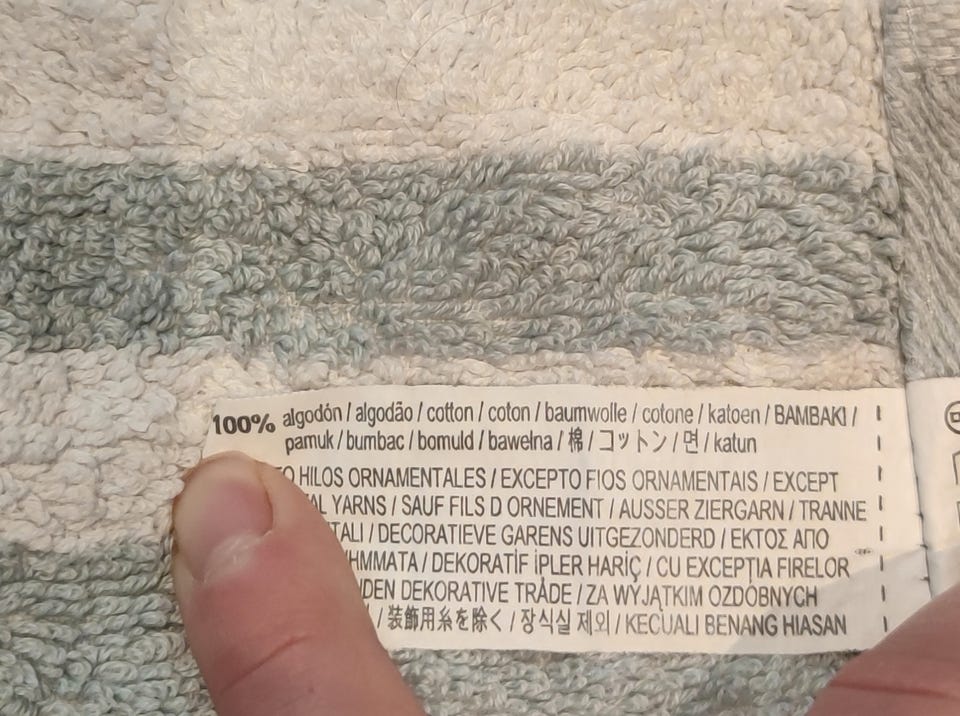 100% algodón / algodão / cotton / coton / baumwolle / cotone / katoen / BAMBAKI /
pamuk / bumbac / bomuld / bawełna / 棉 / コットン / 면 / katun
HILOS ORNAMENTALES / EXCEPTO FIOS ORNAMENTAIS / EXCEPT
YARNS / SAUF FILS D ORNEMENT / AUSSER ZIERGARN / TRANNE
/ DECORATIEVE GARENS UITGEZONDERD / ΕΚΤΟΣ ΑΠΟ
/ DEKORATİF İPLER HARİÇ / CU EXCEPȚIA FIRELOR
DEKORATIVE TRÅDE / ZA WYJĄTKIM OZDÓBNYCH
/ 装飾用糸を除く / 장식실 제외 / KECUALI BENANG HIASAN